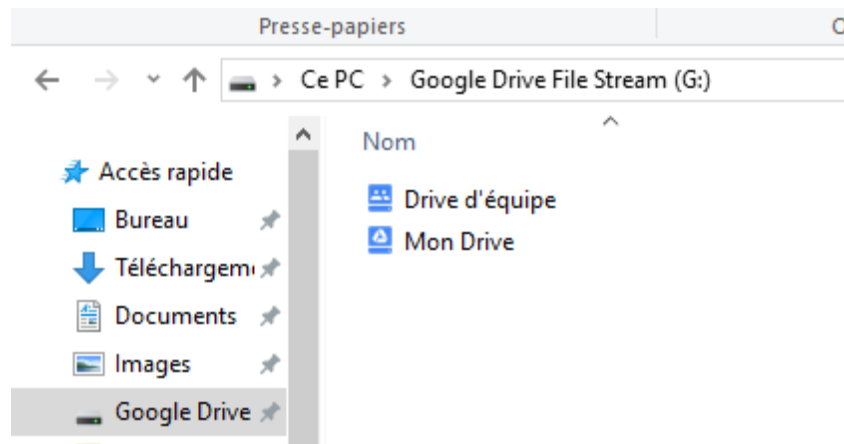 Presse-papiers
Ce PC > Google Drive File Stream (G:)
Nom
Accès rapide
Bureau
Téléchargem
Documents
Images
Google Drive
Drive d'équipe
Mon Drive